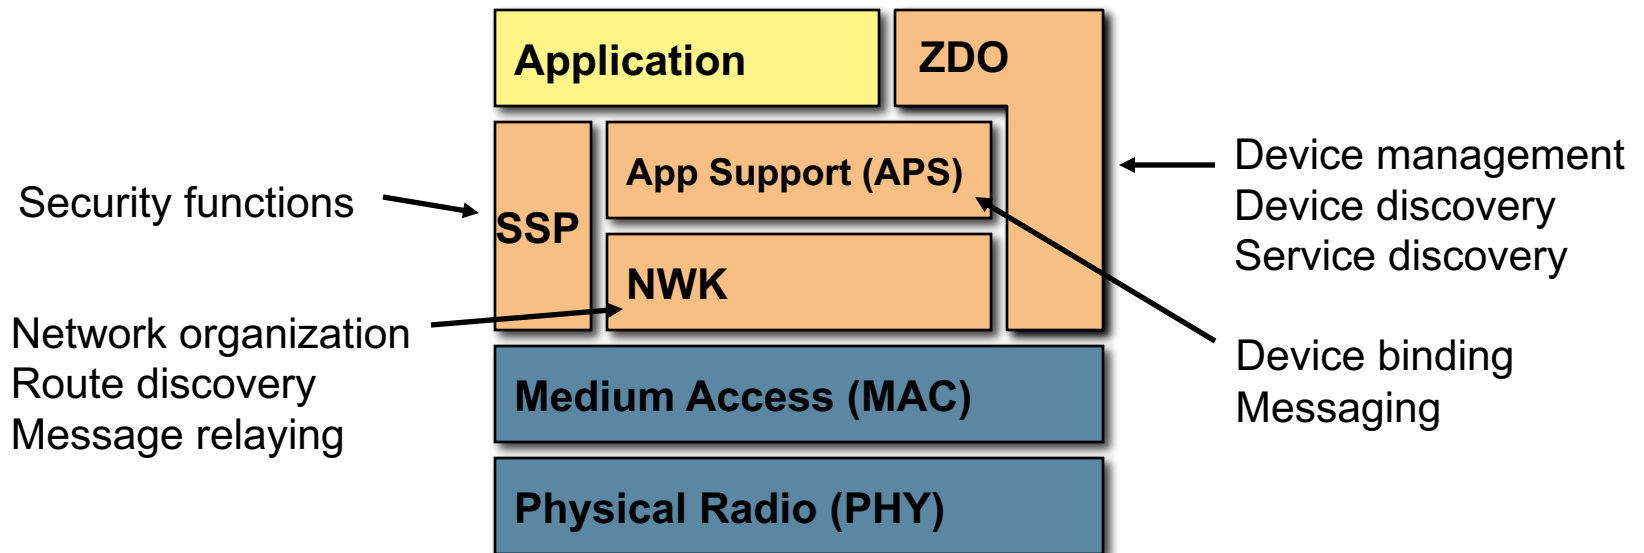 Application
ZDO
Security functions
SSP
App Support (APS)
Device management
Device discovery
Service discovery
NWK
Network organization
Route discovery
Message relaying
Device binding
Messaging
Medium Access (MAC)
Physical Radio (PHY)